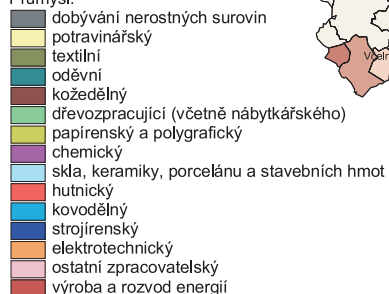 Průmysl:
dobývání nerostných surovin
potravinářský
textilní
oděvní
kožedělný
dřevozpracující (včetně nábytkářského)
papírenský a polygrafický
chemický
skla, keramiky, porcelánu a stavebních hmot
hutnický
kovodělný
strojírenský
elektrotechnický
ostatní zpracovatelský
výroba a rozvod energií